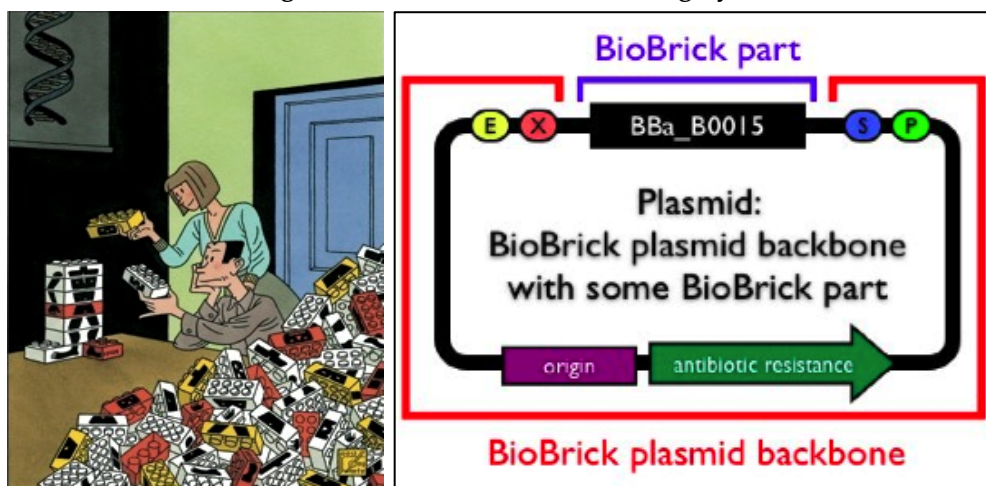 BioBrick part
E
X
BBa_B0015
S
P
Plasmid:
BioBrick plasmid backbone
with some BioBrick part
origin
antibiotic resistance
BioBrick plasmid backbone